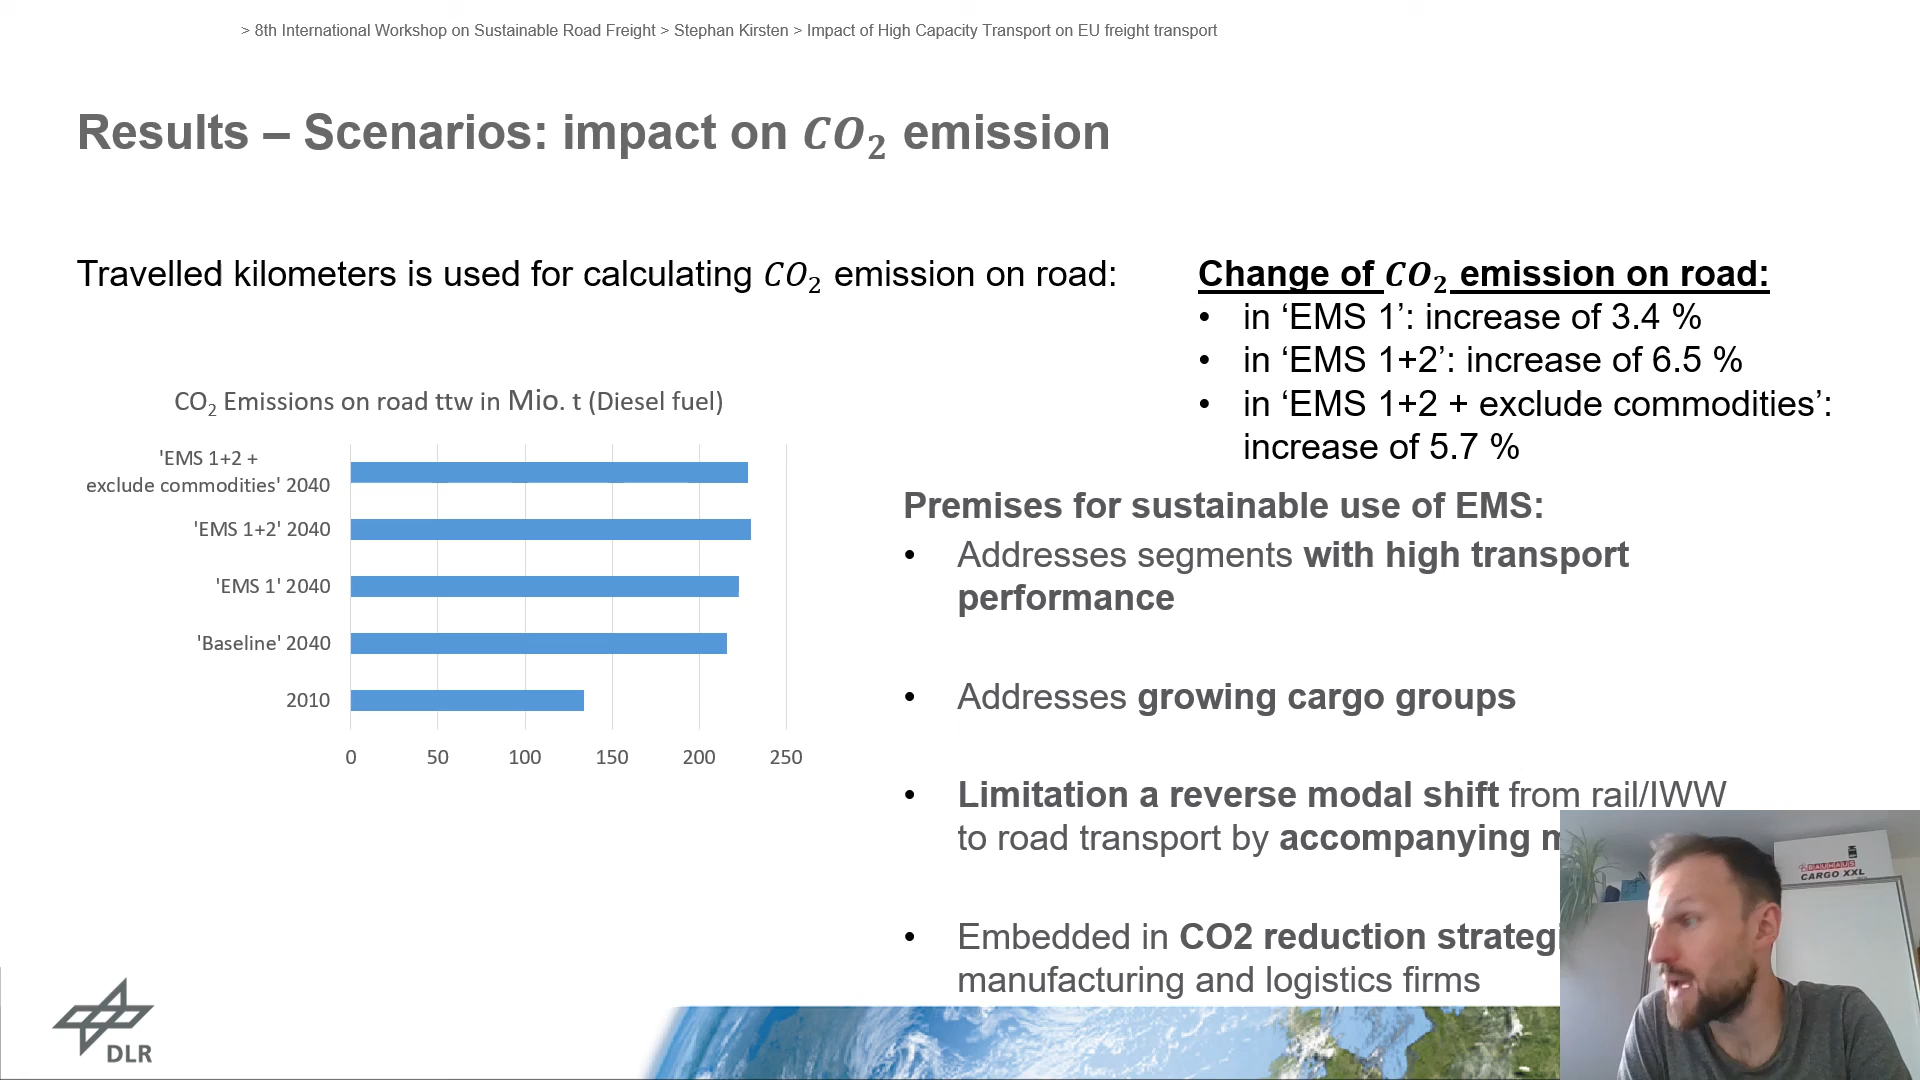 > 8th International Workshop on Sustainable Road Freight > Stephan Kirsten > Impact of High Capacity Transport on EU freight transport
Results – Scenarios: impact on CO₂ emission
Travelled kilometers is used for calculating CO₂ emission on road:
CO₂ Emissions on road ttw in Mio. t (Diesel fuel)
'EMS 1+2 +
exclude commodities' 2040
'EMS 1+2' 2040
'EMS 1' 2040
'Baseline' 2040
2010
0 50 100 150 200 250
Change of CO₂ emission on road:
• in ‘EMS 1’: increase of 3.4 %
• in ‘EMS 1+2’: increase of 6.5 %
• in ‘EMS 1+2 + exclude commodities’:
increase of 5.7 %
Premises for sustainable use of EMS:
• Addresses segments with high transport
performance
• Addresses growing cargo groups
• Limitation a reverse modal shift from rail/IWW
to road transport by accompanying
• Embedded in CO2 reduction
manufacturing and logistics firms
DLR
BAUHAUS
CARGO XXL